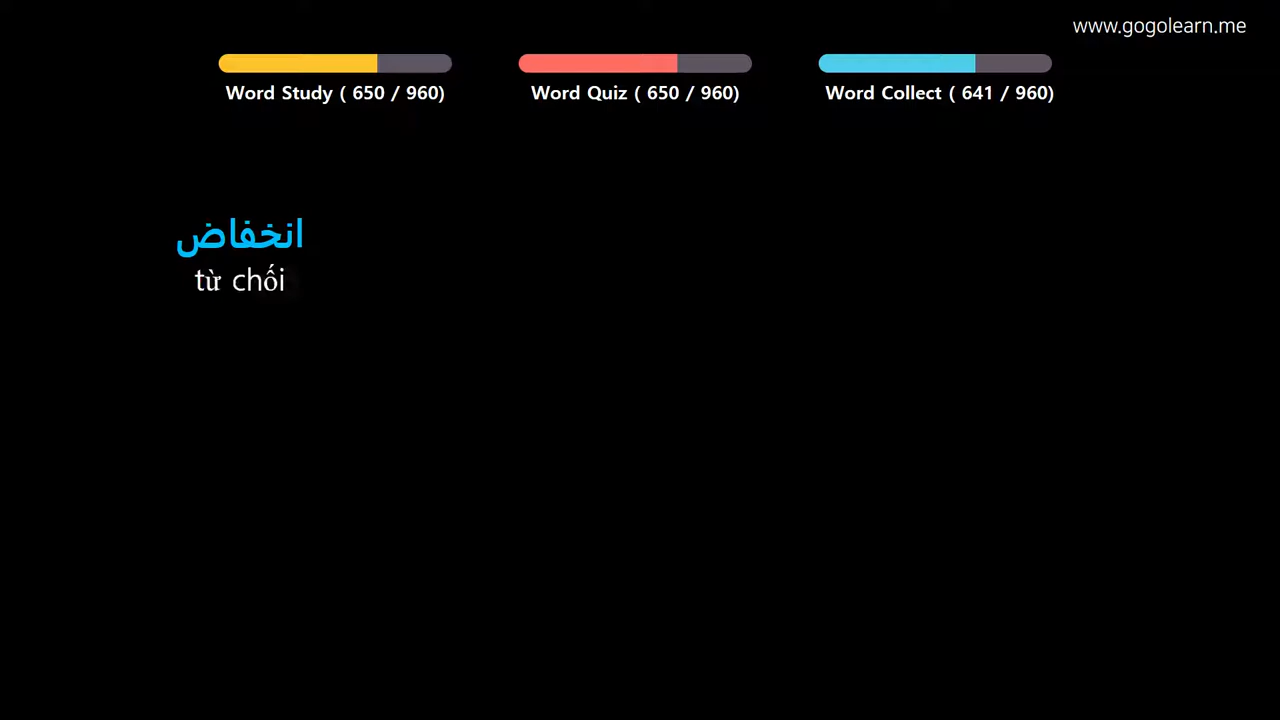 www.gogolearn.me
Word Study ( 650 / 960)
Word Quiz ( 650 / 960)
Word Collect ( 641 / 960)
انخفاض
từ chối